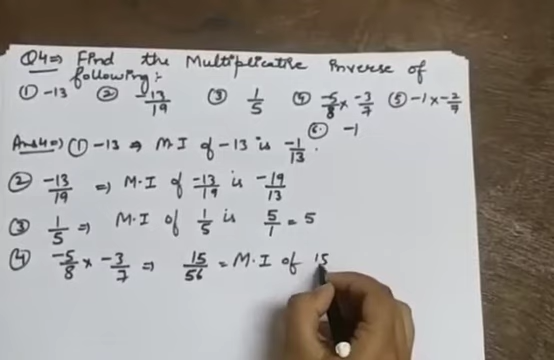 Q4⇒ Find the Multiplicative inverse of
following:-
① -13 ② -13/19 ③ 1/5 ④ -5/8 × -3/7 ⑤ -1 × -2/7
⑥ -1
Ans4⇒ ① -13 ⇒ M.I of -13 is -1/13.
② -13/19 ⇒ M.I of -13/19 is -19/13
③ 1/5 ⇒ M.I of 1/5 is 5/1 = 5
④ -5/8 × -3/7 ⇒ 15/56 = M.I of 15